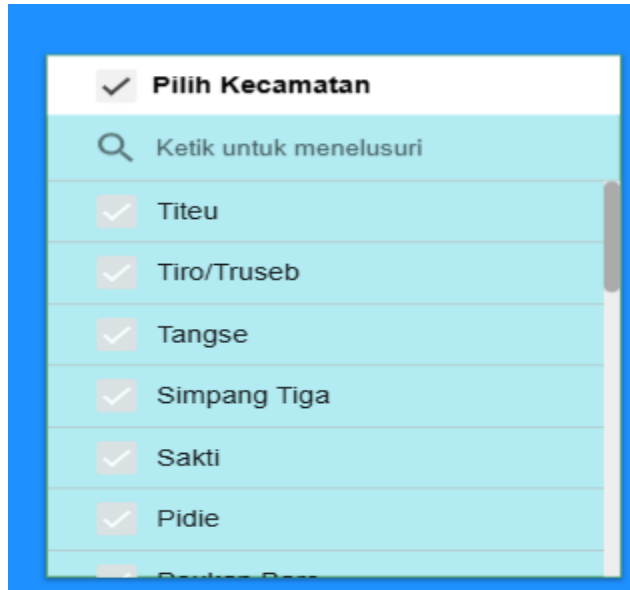 Pilih Kecamatan
Ketik untuk menelusuri
Titeu
Tiro/Truseb
Tangse
Simpang Tiga
Sakti
Pidie